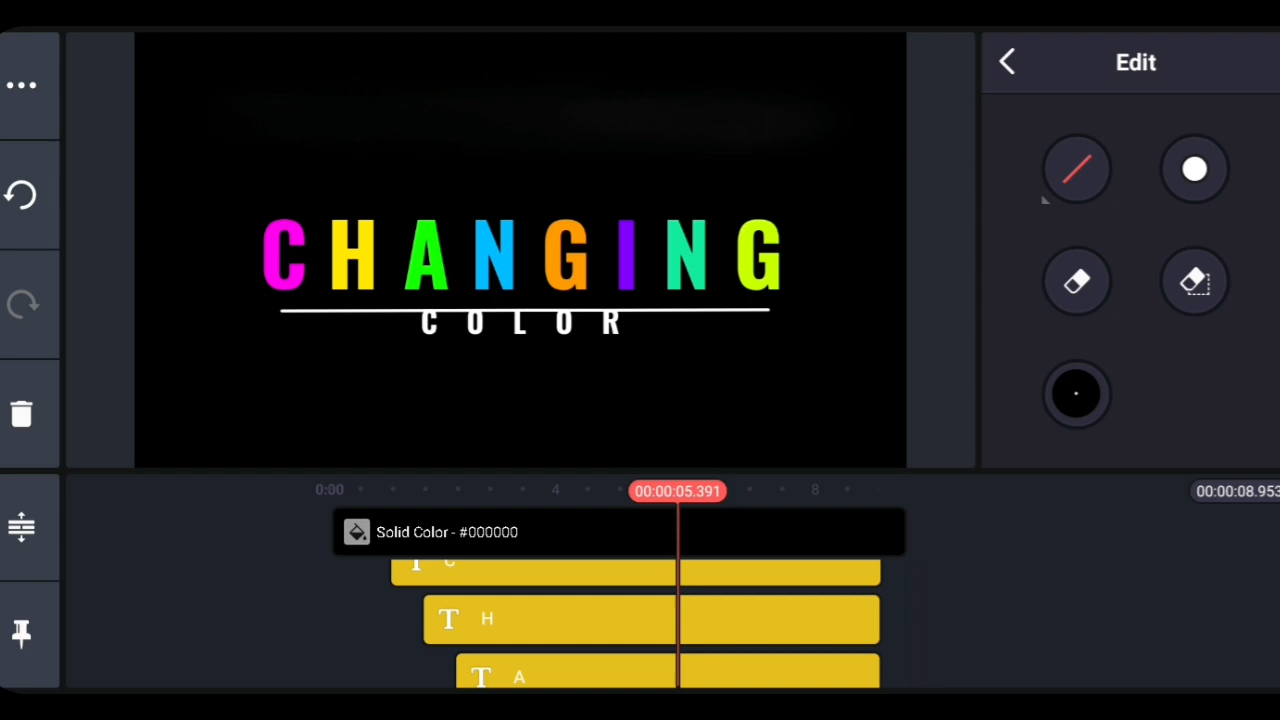 Edit
CHANGING
COLOR
0:00
4
00:00:05.391
8
00:00:08.953
Solid Color - #000000
T C
T H
T A